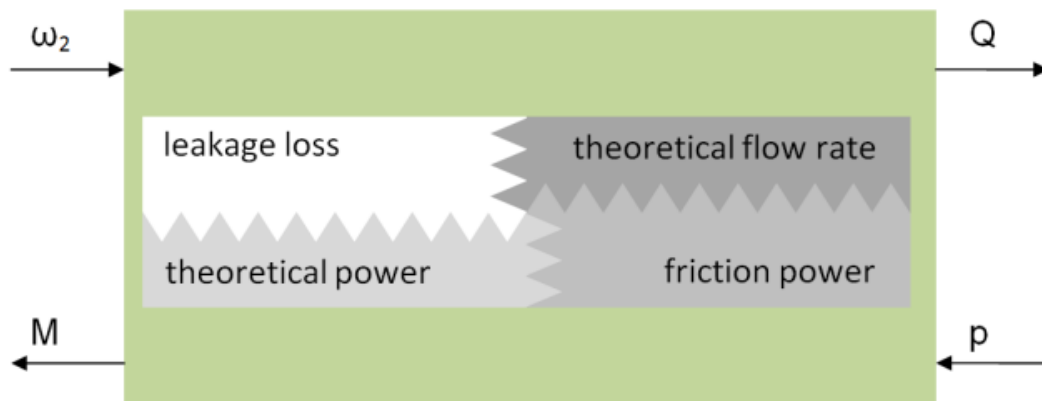 ω₂
Q
leakage loss
theoretical flow rate
theoretical power
friction power
M
p